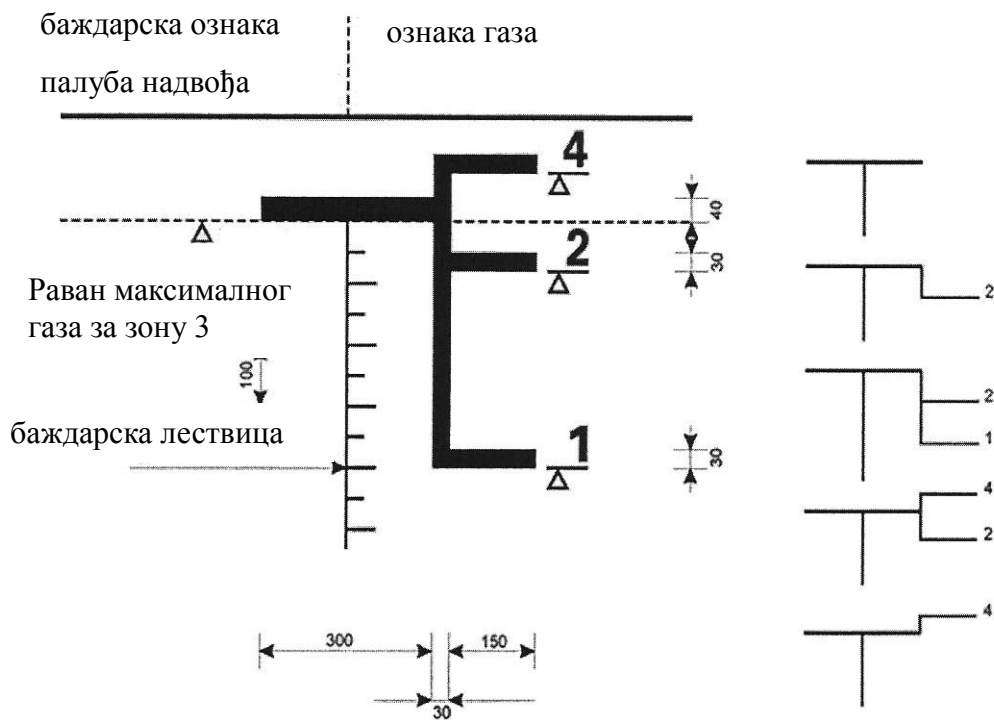 баждарска ознака
ознака газа
палуба надвођа
4
40
2
30
Раван максималног
газа за зону 3
100
баждарска лествица
1
30
300
150
30
2
2
1
4
2
4